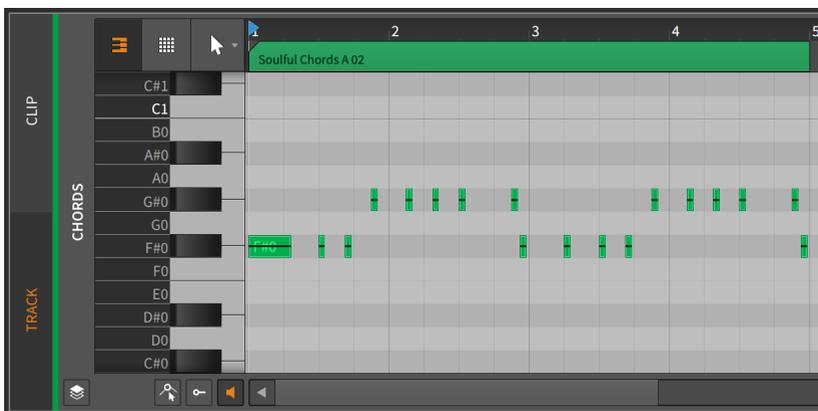 1 2 3 4 5
Soulful Chords A 02
CLIP
TRACK
CHORDS
C#1
C1
B0
A#0
A0
G#0
G0
F#0 F#0
F0
E0
D#0
D0
C#0